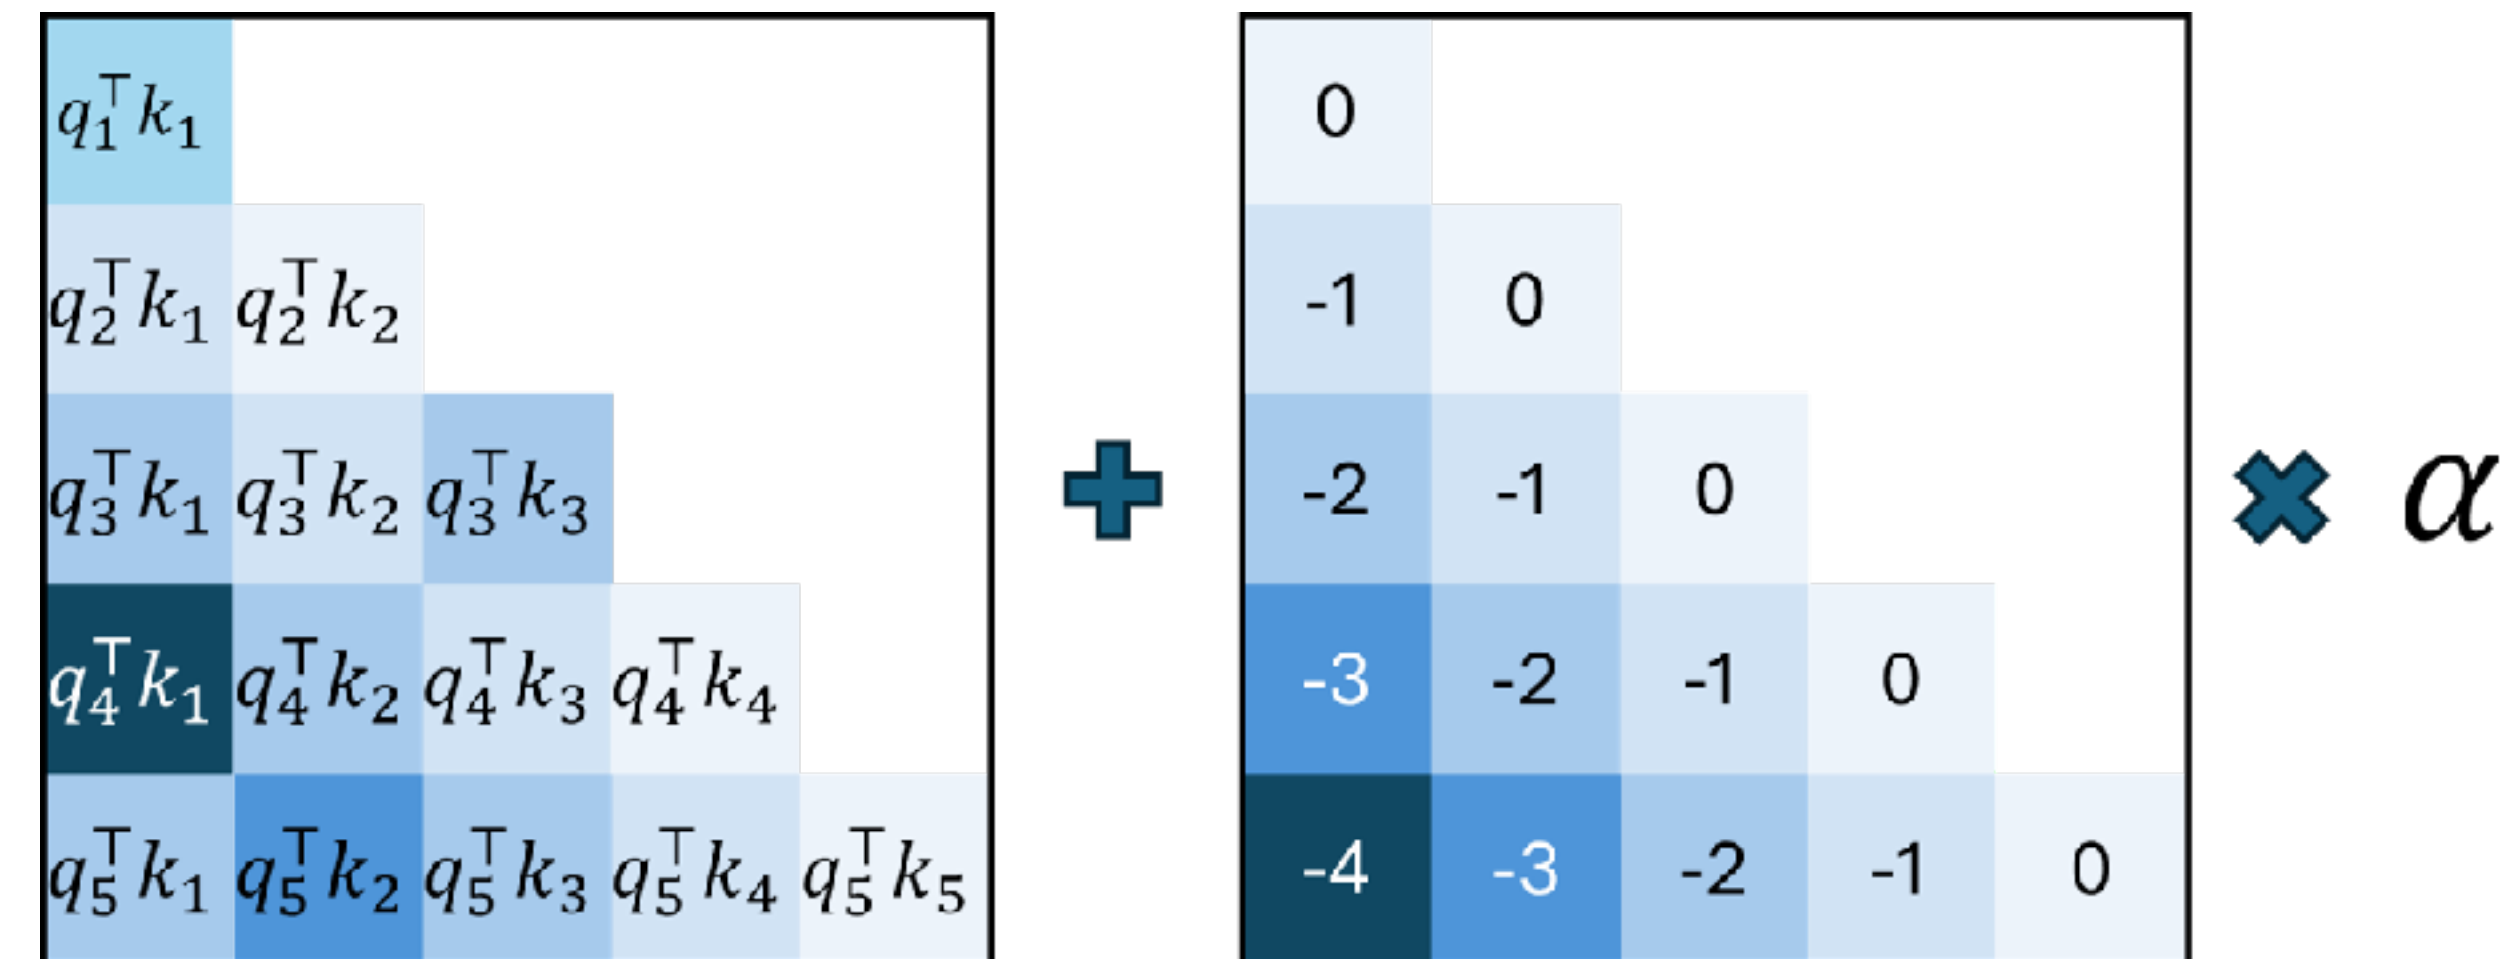 q₁ᵀk₁ 0
q₂ᵀk₁ q₂ᵀk₂ -1 0
q₃ᵀk₁ q₃ᵀk₂ q₃ᵀk₃ + -2 -1 0 × α
q₄ᵀk₁ q₄ᵀk₂ q₄ᵀk₃ q₄ᵀk₄ -3 -2 -1 0
q₅ᵀk₁ q₅ᵀk₂ q₅ᵀk₃ q₅ᵀk₄ q₅ᵀk₅ -4 -3 -2 -1 0